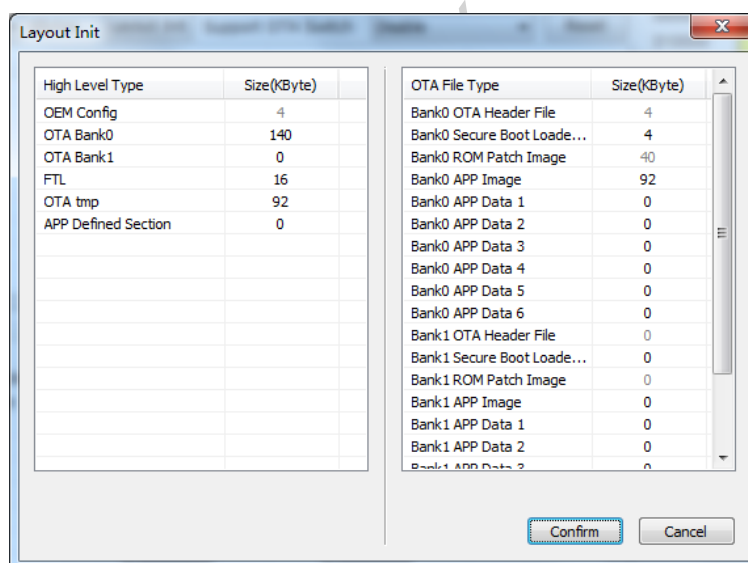 Layout Init
High Level Type Size(KByte)
OEM Config 4
OTA Bank0 140
OTA Bank1 0
FTL 16
OTA tmp 92
APP Defined Section 0
OTA File Type Size(KByte)
Bank0 OTA Header File 4
Bank0 Secure Boot Loade... 4
Bank0 ROM Patch Image 40
Bank0 APP Image 92
Bank0 APP Data 1 0
Bank0 APP Data 2 0
Bank0 APP Data 3 0
Bank0 APP Data 4 0
Bank0 APP Data 5 0
Bank0 APP Data 6 0
Bank1 OTA Header File 0
Bank1 Secure Boot Loade... 0
Bank1 ROM Patch Image 0
Bank1 APP Image 0
Bank1 APP Data 1 0
Bank1 APP Data 2 0
Bank1 APP Data 3 0
Confirm Cancel